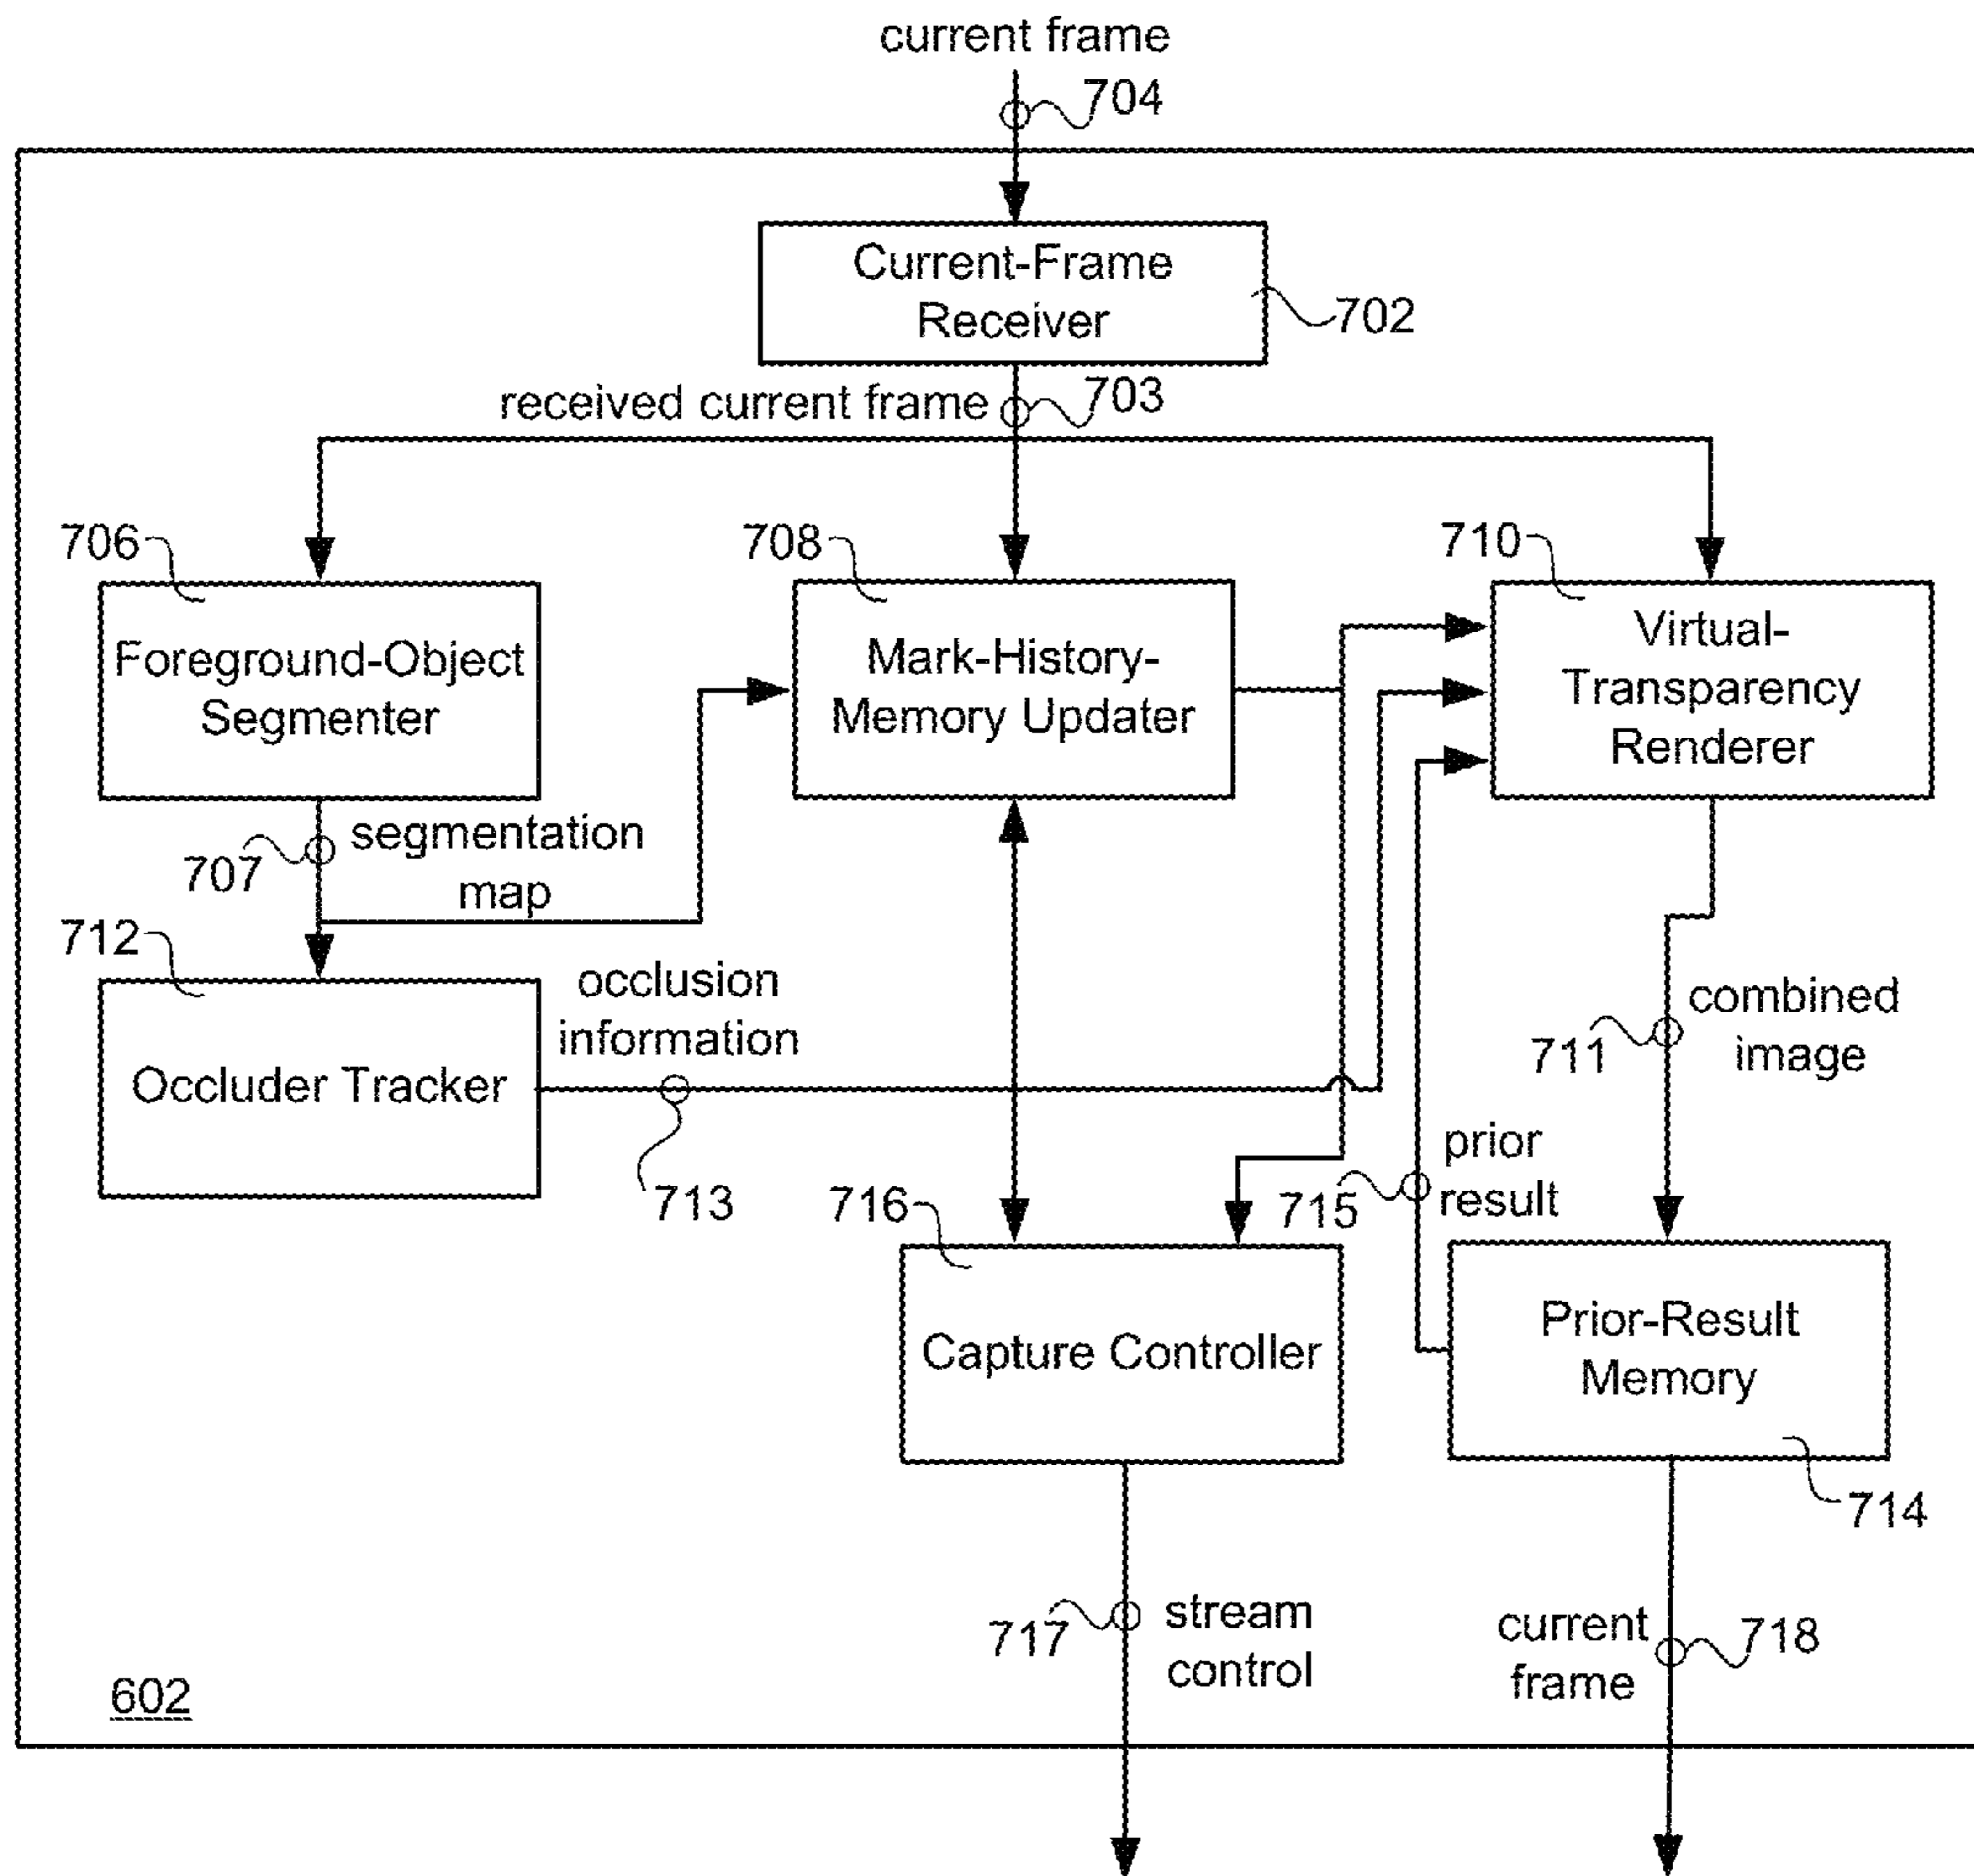 current frame
704
Current-Frame
Receiver
702
received current frame
703
706
708
710
Foreground-Object
Segmenter
Mark-History-
Memory Updater
Virtual-
Transparency
Renderer
707
segmentation
map
712
occlusion
information
Occluder Tracker
713
711
combined
image
715
prior
result
716
Capture Controller
Prior-Result
Memory
714
717
stream
control
current
frame
718
602